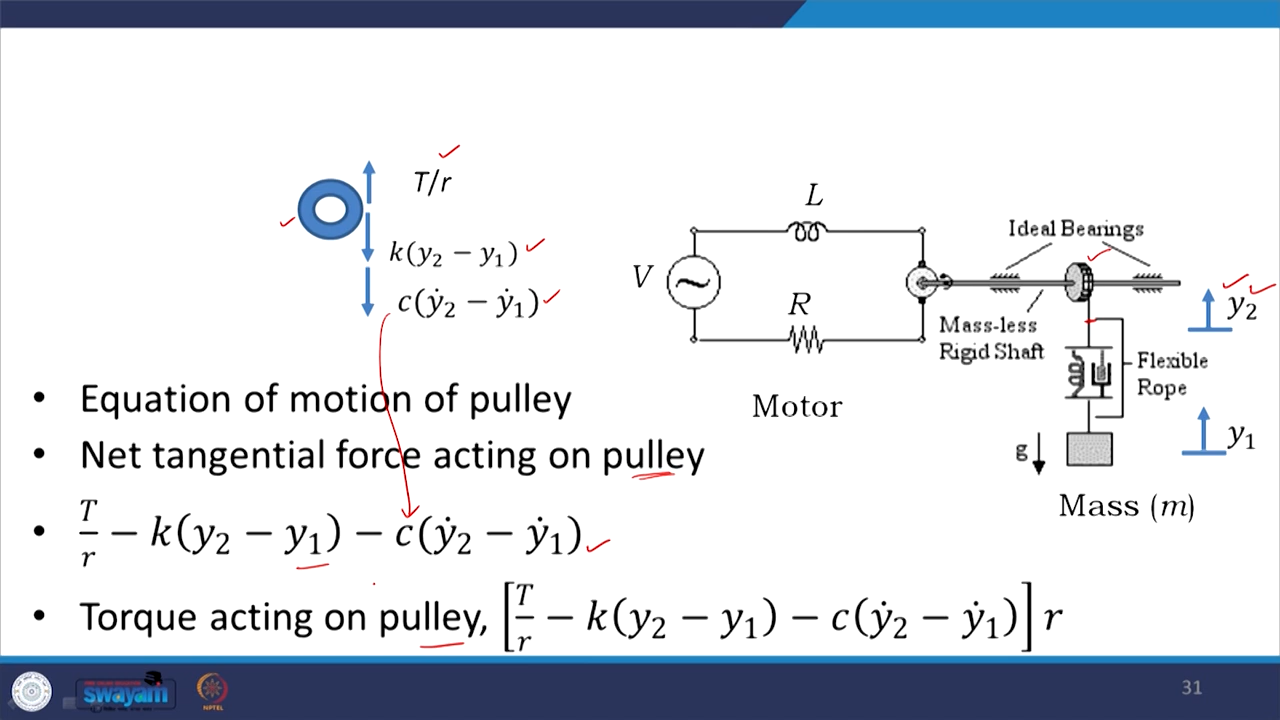 T/r
k(y₂ − y₁)
c(ẏ₂ − ẏ₁)
L
V
R
Motor
Ideal Bearings
Mass-less
Rigid Shaft
y₂
Flexible
Rope
y₁
g
Mass (m)
• Equation of motion of pulley
• Net tangential force acting on pulley
• T/r − k(y₂ − y₁) − c(ẏ₂ − ẏ₁)
• Torque acting on pulley, [T/r − k(y₂ − y₁) − c(ẏ₂ − ẏ₁)] r
swayam
NPTEL
31